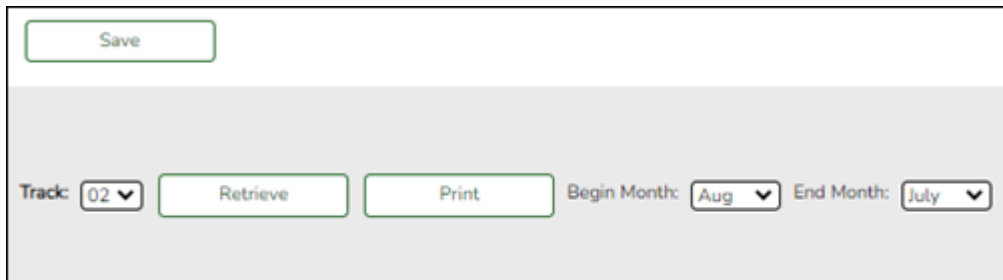 Save
Track: 02 Retrieve Print Begin Month: Aug End Month: July